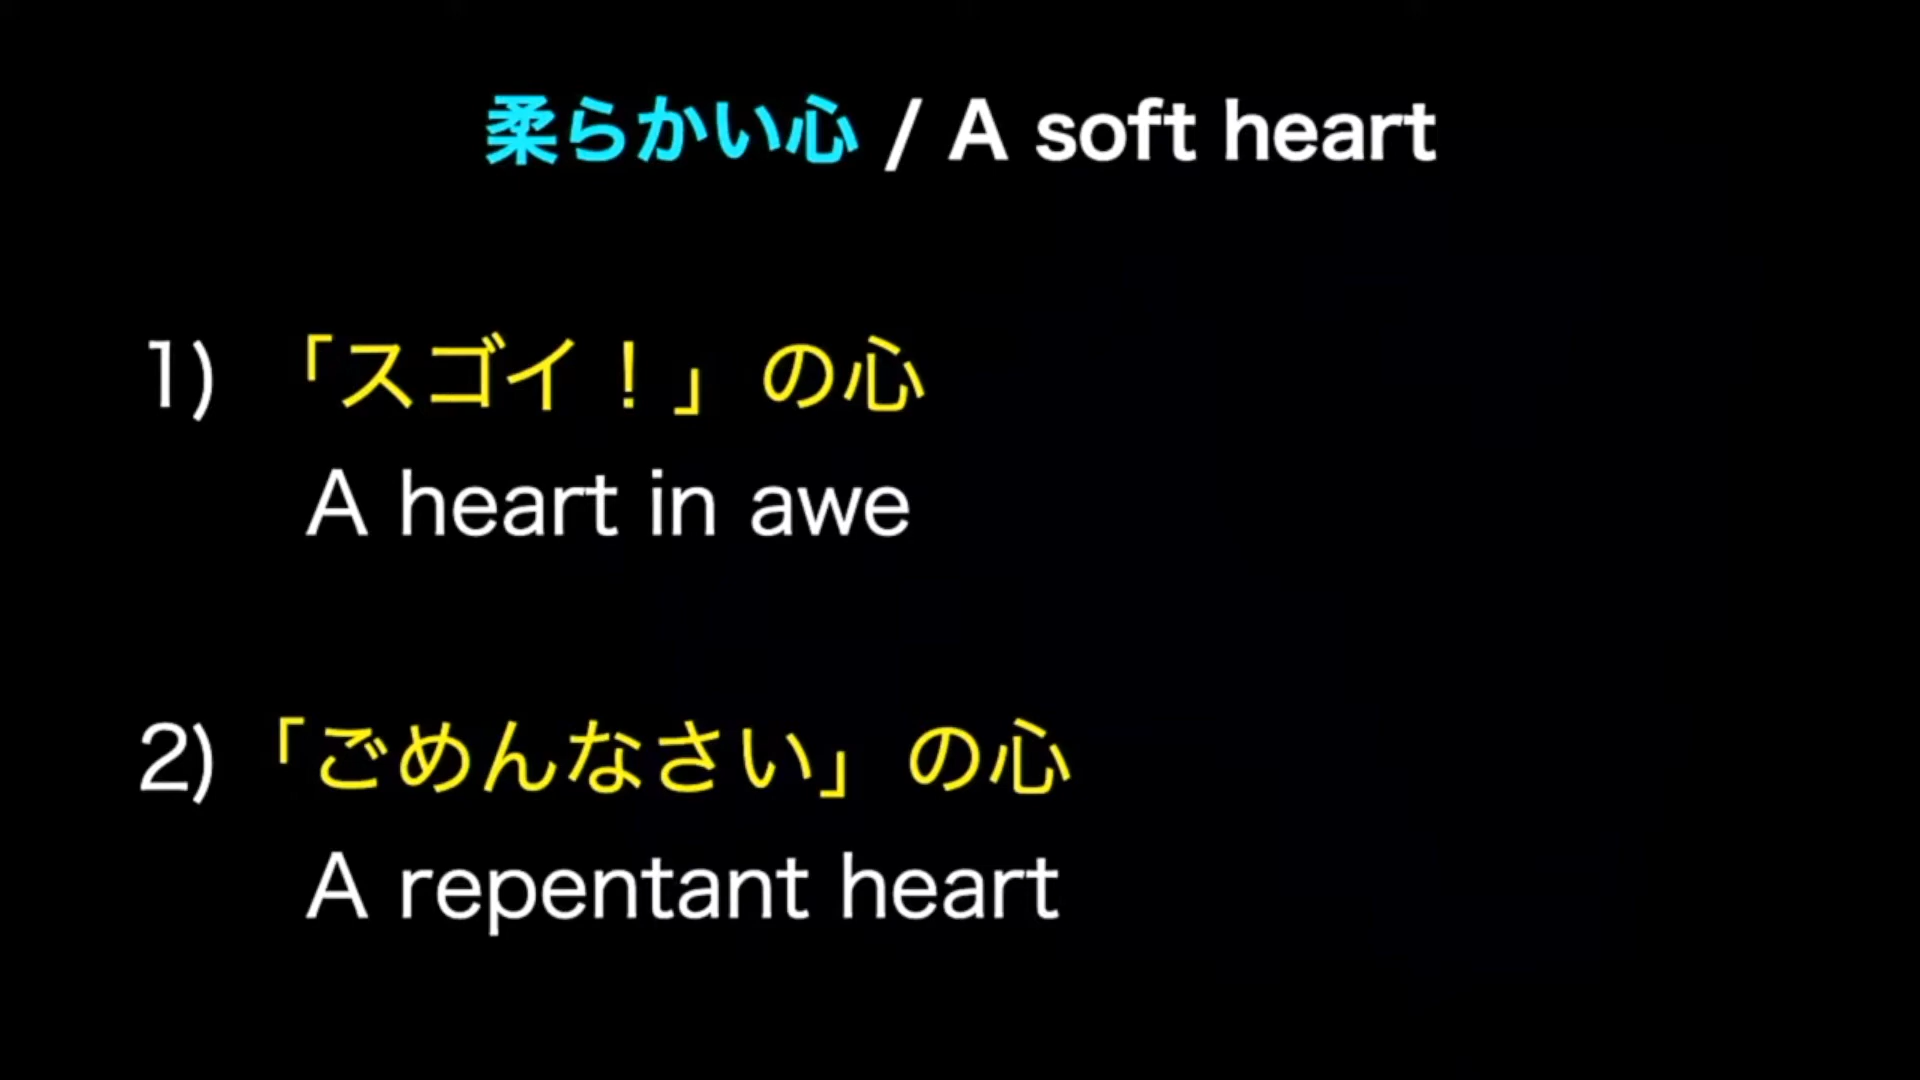 柔らかい心 / A soft heart
1) 「スゴイ！」の心
A heart in awe
2) 「ごめんなさい」の心
A repentant heart